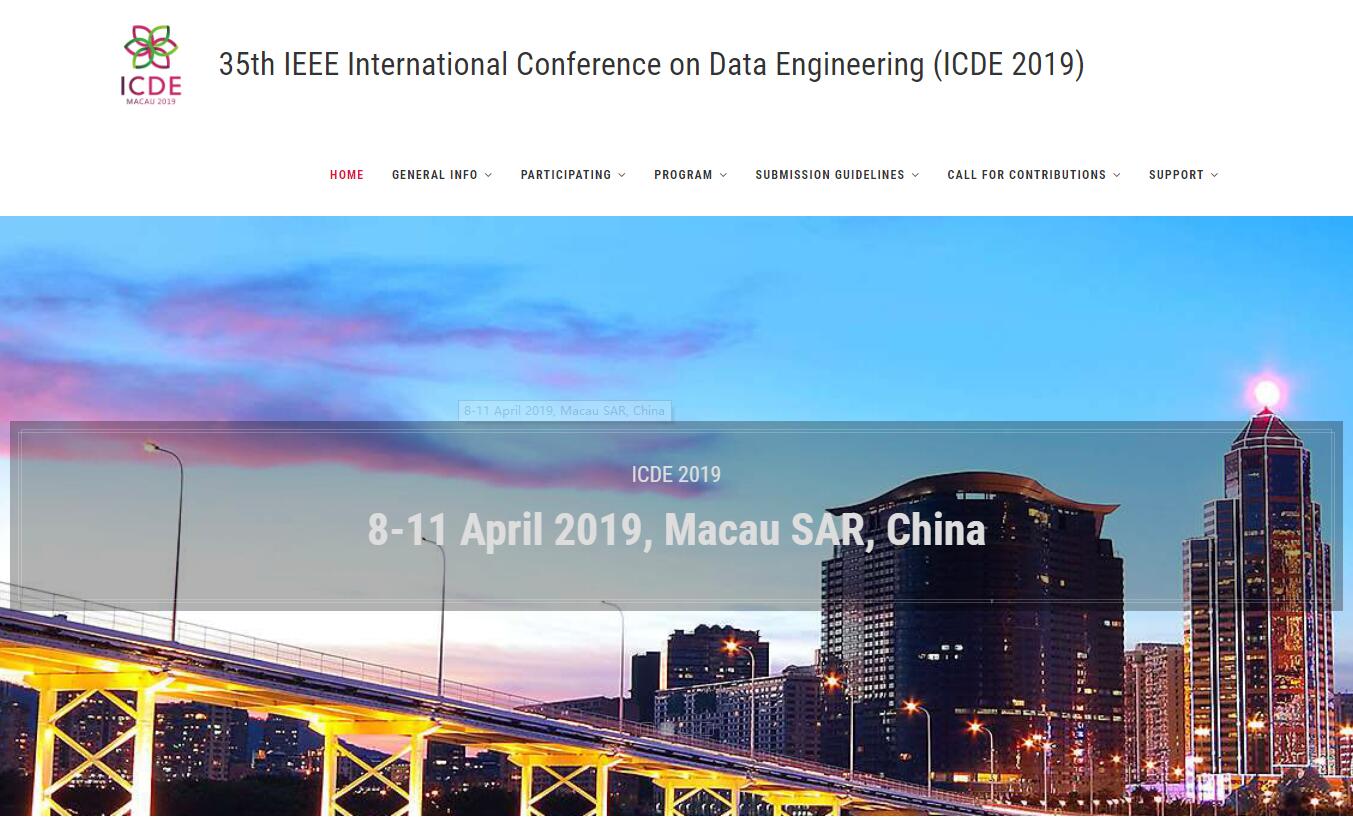 ICDE
MACAU 2019
35th IEEE International Conference on Data Engineering (ICDE 2019)
HOME GENERAL INFO PARTICIPATING PROGRAM SUBMISSION GUIDELINES CALL FOR CONTRIBUTIONS SUPPORT
8-11 April 2019, Macau SAR, China
ICDE 2019
8-11 April 2019, Macau SAR, China